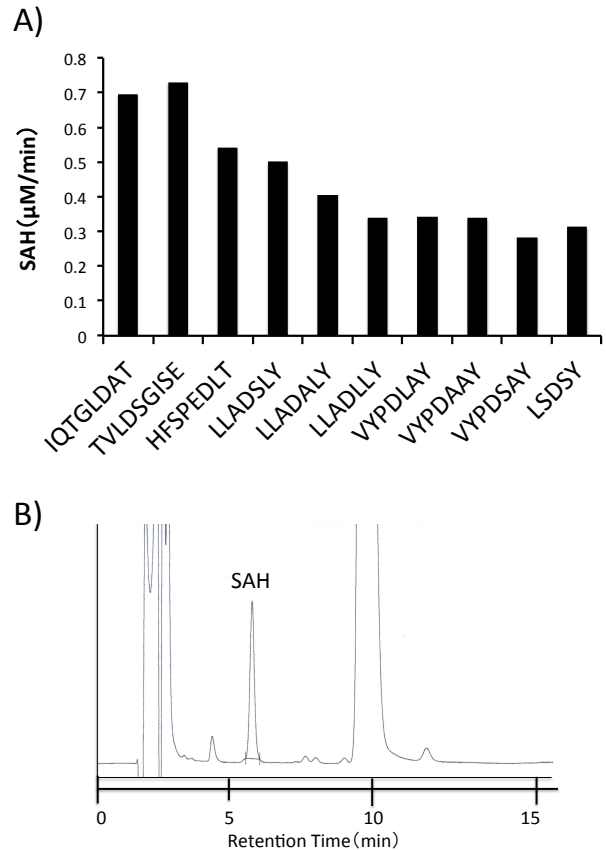 A)
SAH(μM/min)
0.8
0.7
0.6
0.5
0.4
0.3
0.2
0.1
0
IQTGLDAT
TVLDSGISE
HFSPEDLT
LLADSLY
LLADALY
LLADLLY
VYPDLAY
VYPDAAY
VYPDSAY
LSDSY
B)
SAH
0 5 10 15
Retention Time(min)